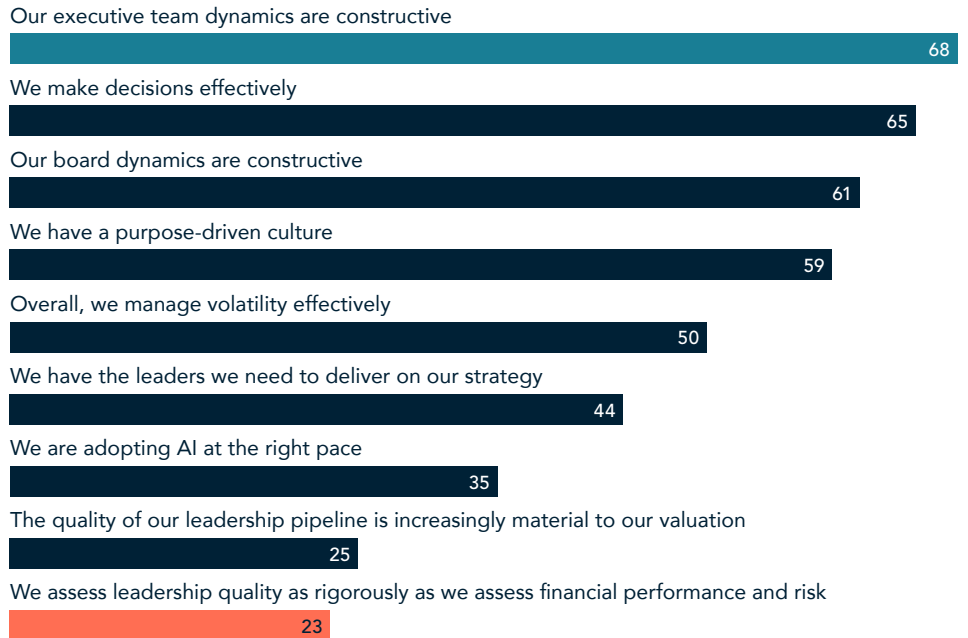 Our executive team dynamics are constructive
68
We make decisions effectively
65
Our board dynamics are constructive
61
We have a purpose-driven culture
59
Overall, we manage volatility effectively
50
We have the leaders we need to deliver on our strategy
44
We are adopting AI at the right pace
35
The quality of our leadership pipeline is increasingly material to our valuation
25
We assess leadership quality as rigorously as we assess financial performance and risk
23